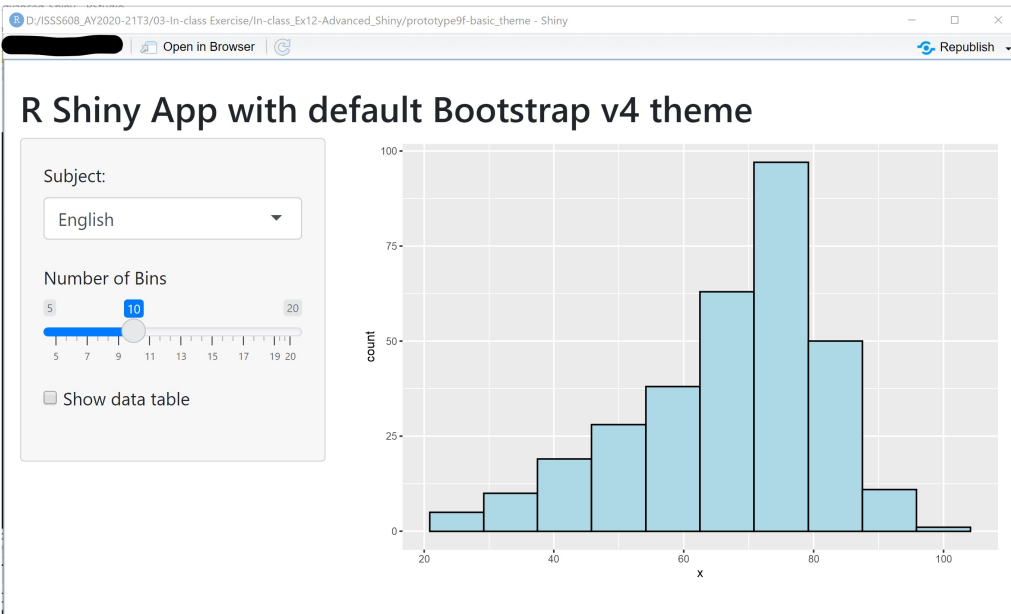 D:/ISSS608_AY2020-21T3/03-In-class Exercise/In-class_Ex12-Advanced_Shiny/prototype9f-basic_theme - Shiny
Open in Browser
Republish
R Shiny App with default Bootstrap v4 theme
Subject:
English
Number of Bins
5 10 20
5 7 9 11 13 15 17 19 20
Show data table
100
75
50
25
0
count
20 40 60 80 100
x